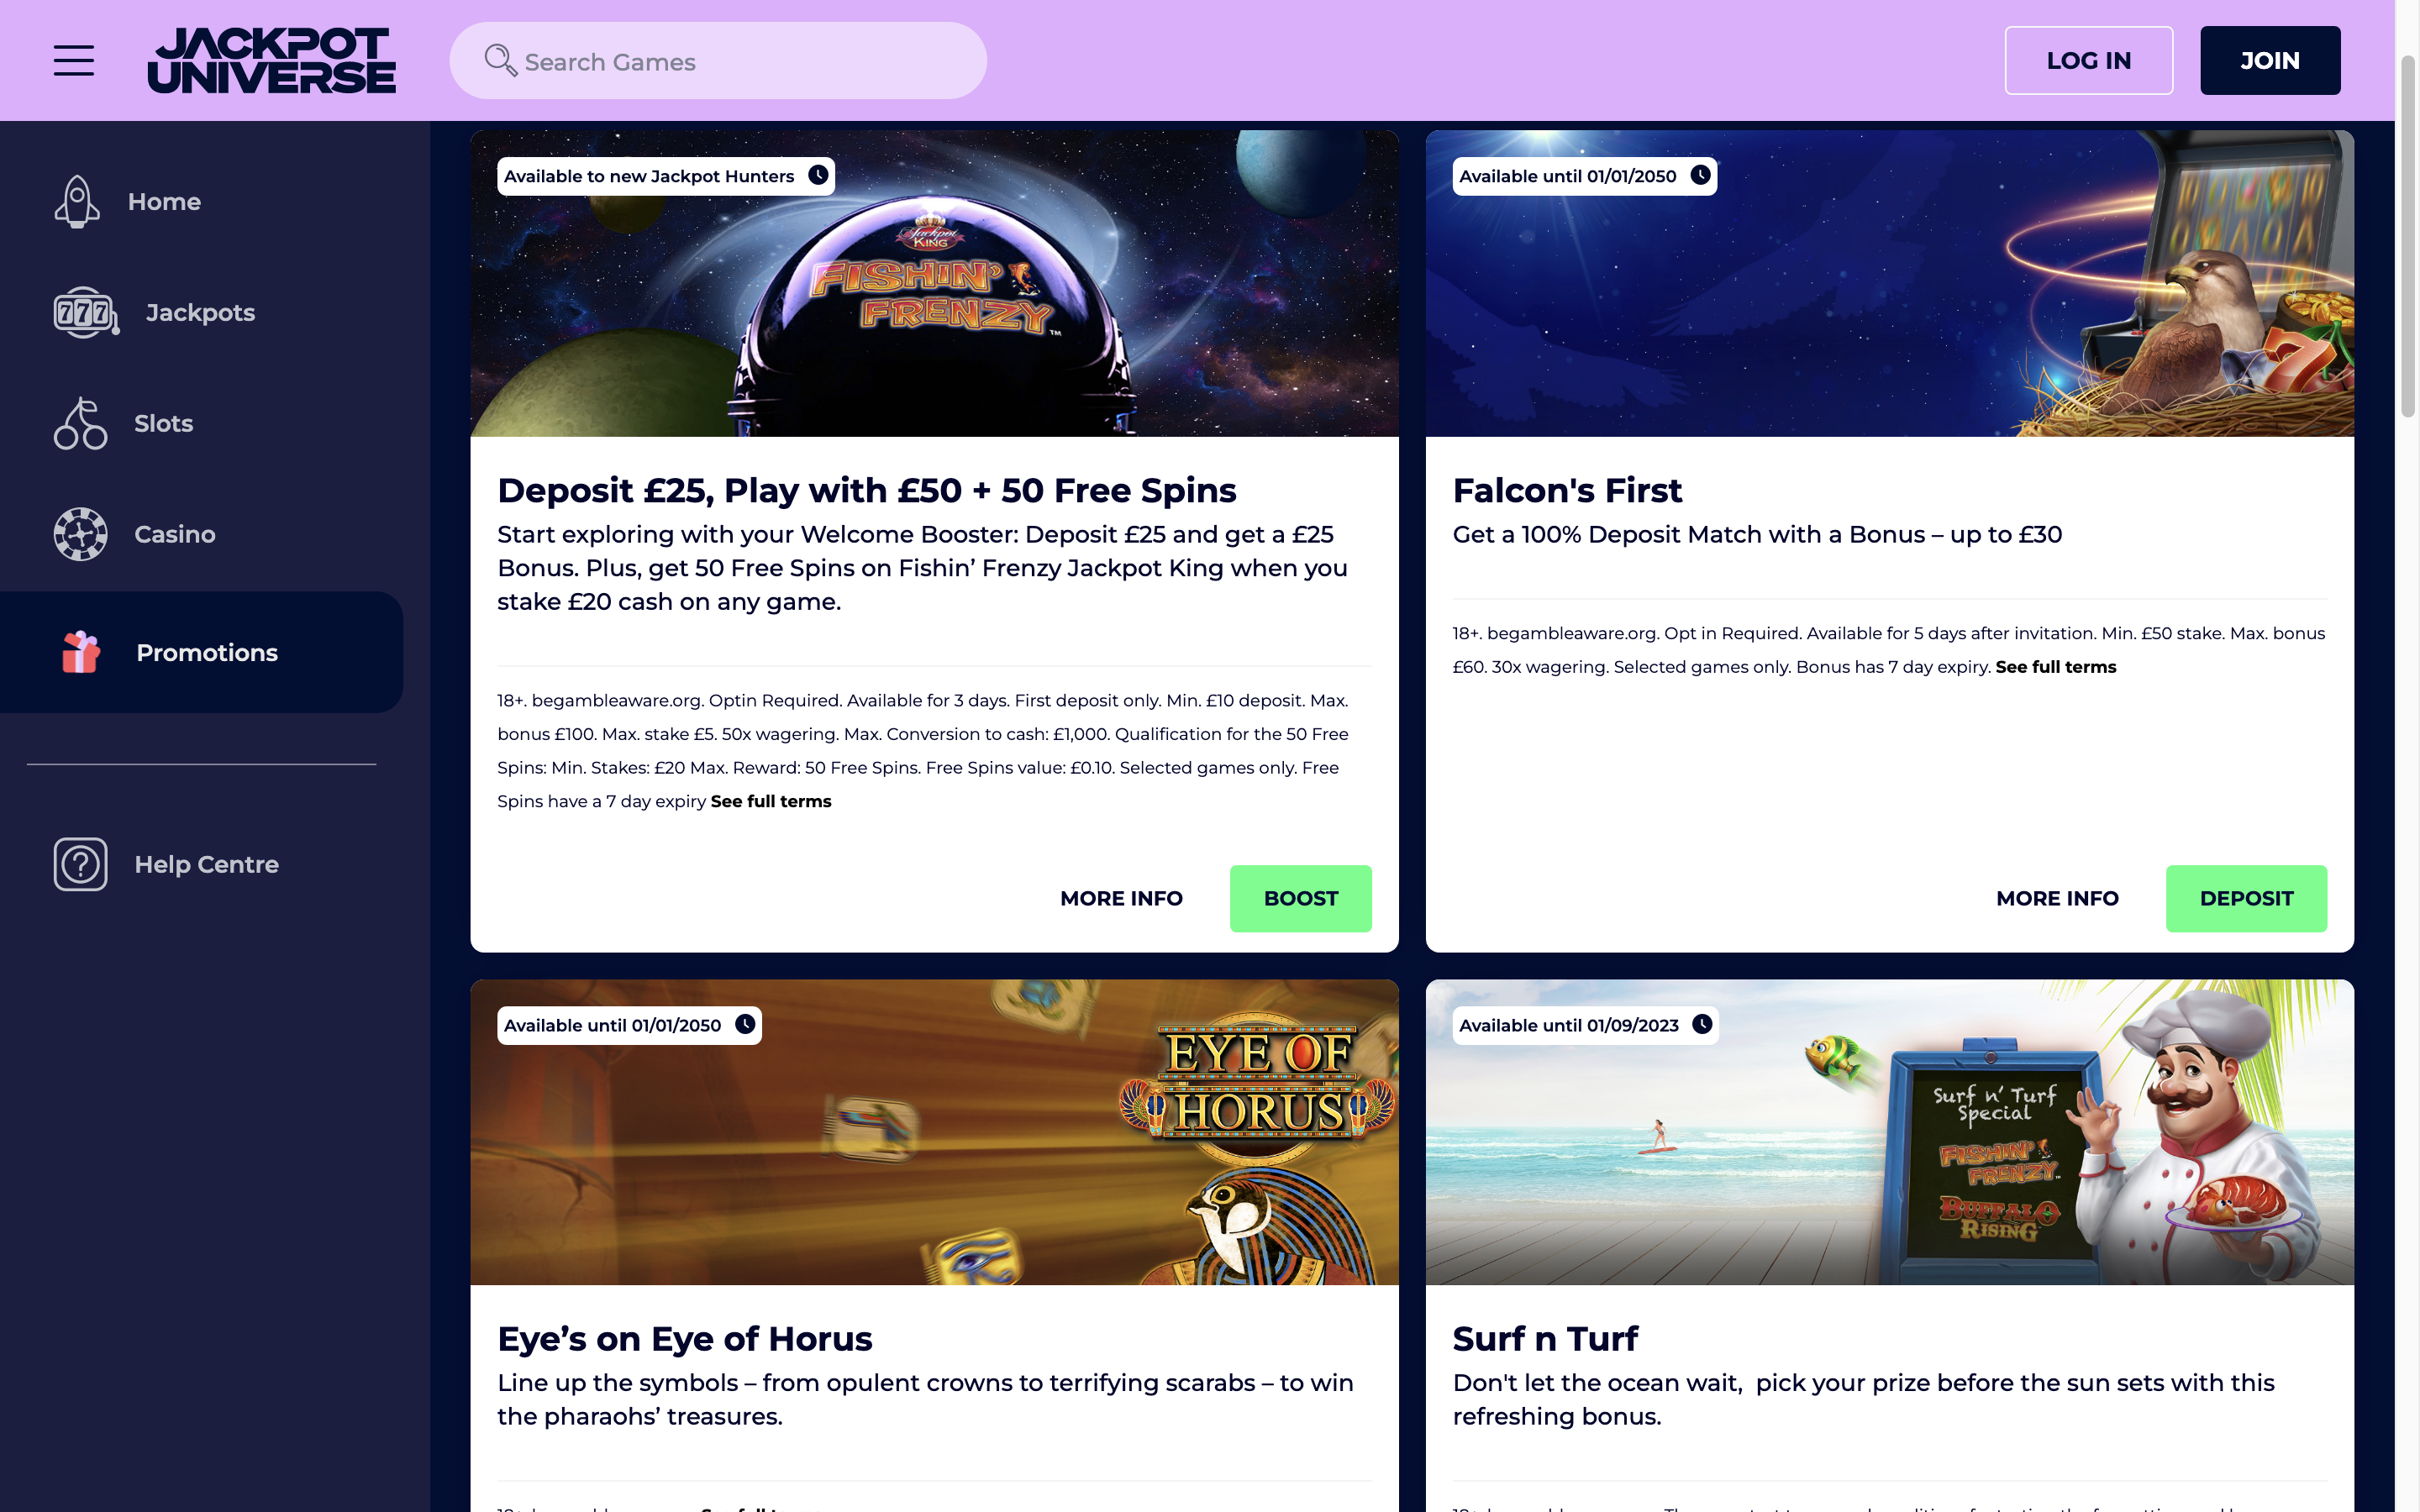 JACKPOT
UNIVERSE
Search Games
LOG IN
JOIN
Home
777
Jackpots
Slots
Casino
Promotions
Help Centre
Available to new Jackpot Hunters
Jackpot
KING
FISHIN'
FRENZY™
Deposit £25, Play with £50 + 50 Free Spins
Start exploring with your Welcome Booster: Deposit £25 and get a £25
Bonus. Plus, get 50 Free Spins on Fishin’ Frenzy Jackpot King when you
stake £20 cash on any game.
18+. begambleaware.org. Optin Required. Available for 3 days. First deposit only. Min. £10 deposit. Max.
bonus £100. Max. stake £5. 50x wagering. Max. Conversion to cash: £1,000. Qualification for the 50 Free
Spins: Min. Stakes: £20 Max. Reward: 50 Free Spins. Free Spins value: £0.10. Selected games only. Free
Spins have a 7 day expiry See full terms
MORE INFO
BOOST
Available until 01/01/2050
7
Falcon's First
Get a 100% Deposit Match with a Bonus – up to £30
18+. begambleaware.org. Opt in Required. Available for 5 days after invitation. Min. £50 stake. Max. bonus
£60. 30x wagering. Selected games only. Bonus has 7 day expiry. See full terms
MORE INFO
DEPOSIT
Available until 01/01/2050
EYE OF
HORUS
Eye’s on Eye of Horus
Line up the symbols – from opulent crowns to terrifying scarabs – to win
the pharaohs’ treasures.
Available until 01/09/2023
Surf n' Turf
Special
FISHIN'
FRENZY™
BUFFALO
RISING
Surf n Turf
Don't let the ocean wait,  pick your prize before the sun sets with this
refreshing bonus.